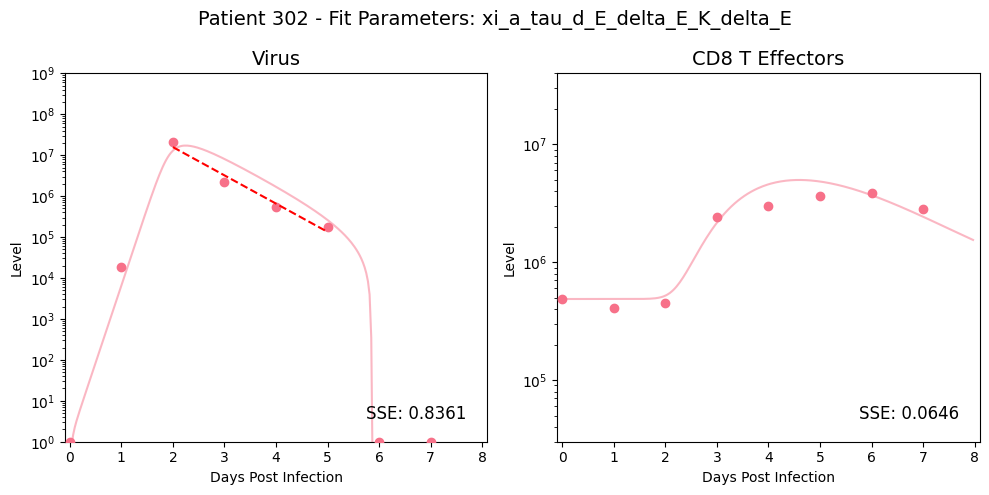 Patient 302 - Fit Parameters: xi_a_tau_d_E_delta_E_K_delta_E
Virus
CD8 T Effectors
Level
10^9
10^8
10^7
10^6
10^5
10^4
10^3
10^2
10^1
10^0
SSE: 0.8361
0 1 2 3 4 5 6 7 8
Days Post Infection
Level
10^7
10^6
10^5
SSE: 0.0646
0 1 2 3 4 5 6 7 8
Days Post Infection